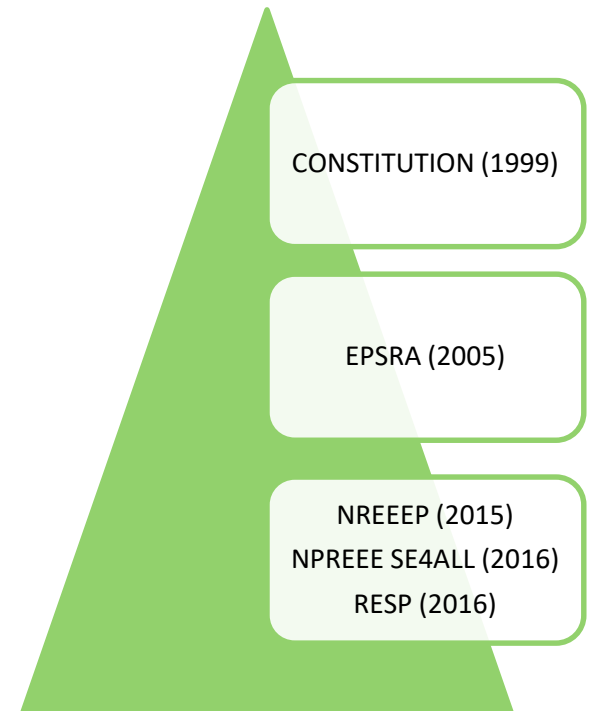 CONSTITUTION (1999)
EPSRA (2005)
NREEEP (2015)
NPREEE SE4ALL (2016)
RESP (2016)